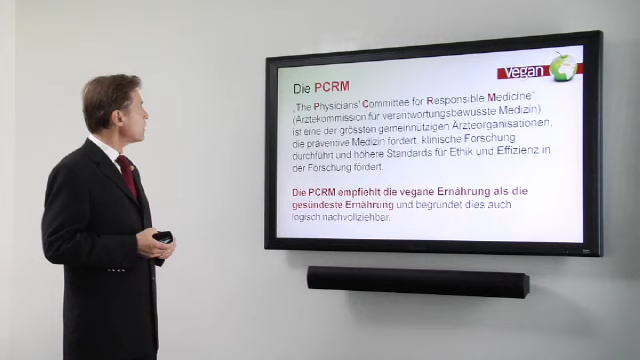 vegan
Die PCRM
„The Physicians' Committee for Responsible Medicine"
(Ärztekommission für verantwortungsbewusste Medizin)
ist eine der grössten gemeinnützigen Ärzteorganisationen,
die präventive Medizin fördert, klinische Forschung
durchführt und höhere Standards für Ethik und Effizienz in
der Forschung fördert.
Die PCRM empfiehlt die vegane Ernährung als die
gesündeste Ernährung und begründet dies auch
logisch nachvollziehbar.